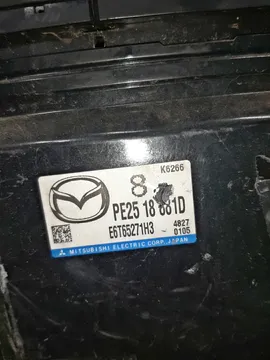 K6266
8
PE25 18 881D
E6T65271H3
4827
0105
MITSUBISHI ELECTRIC CORP. JAPAN